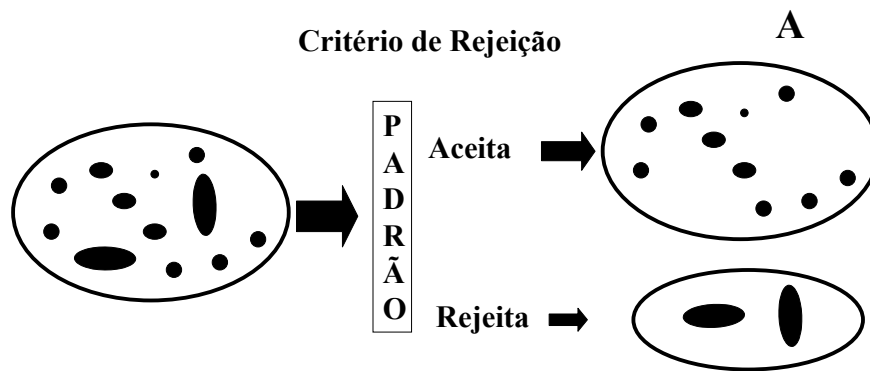 A
Critério de Rejeição
P
A
D
R
Ã
O
Aceita
Rejeita